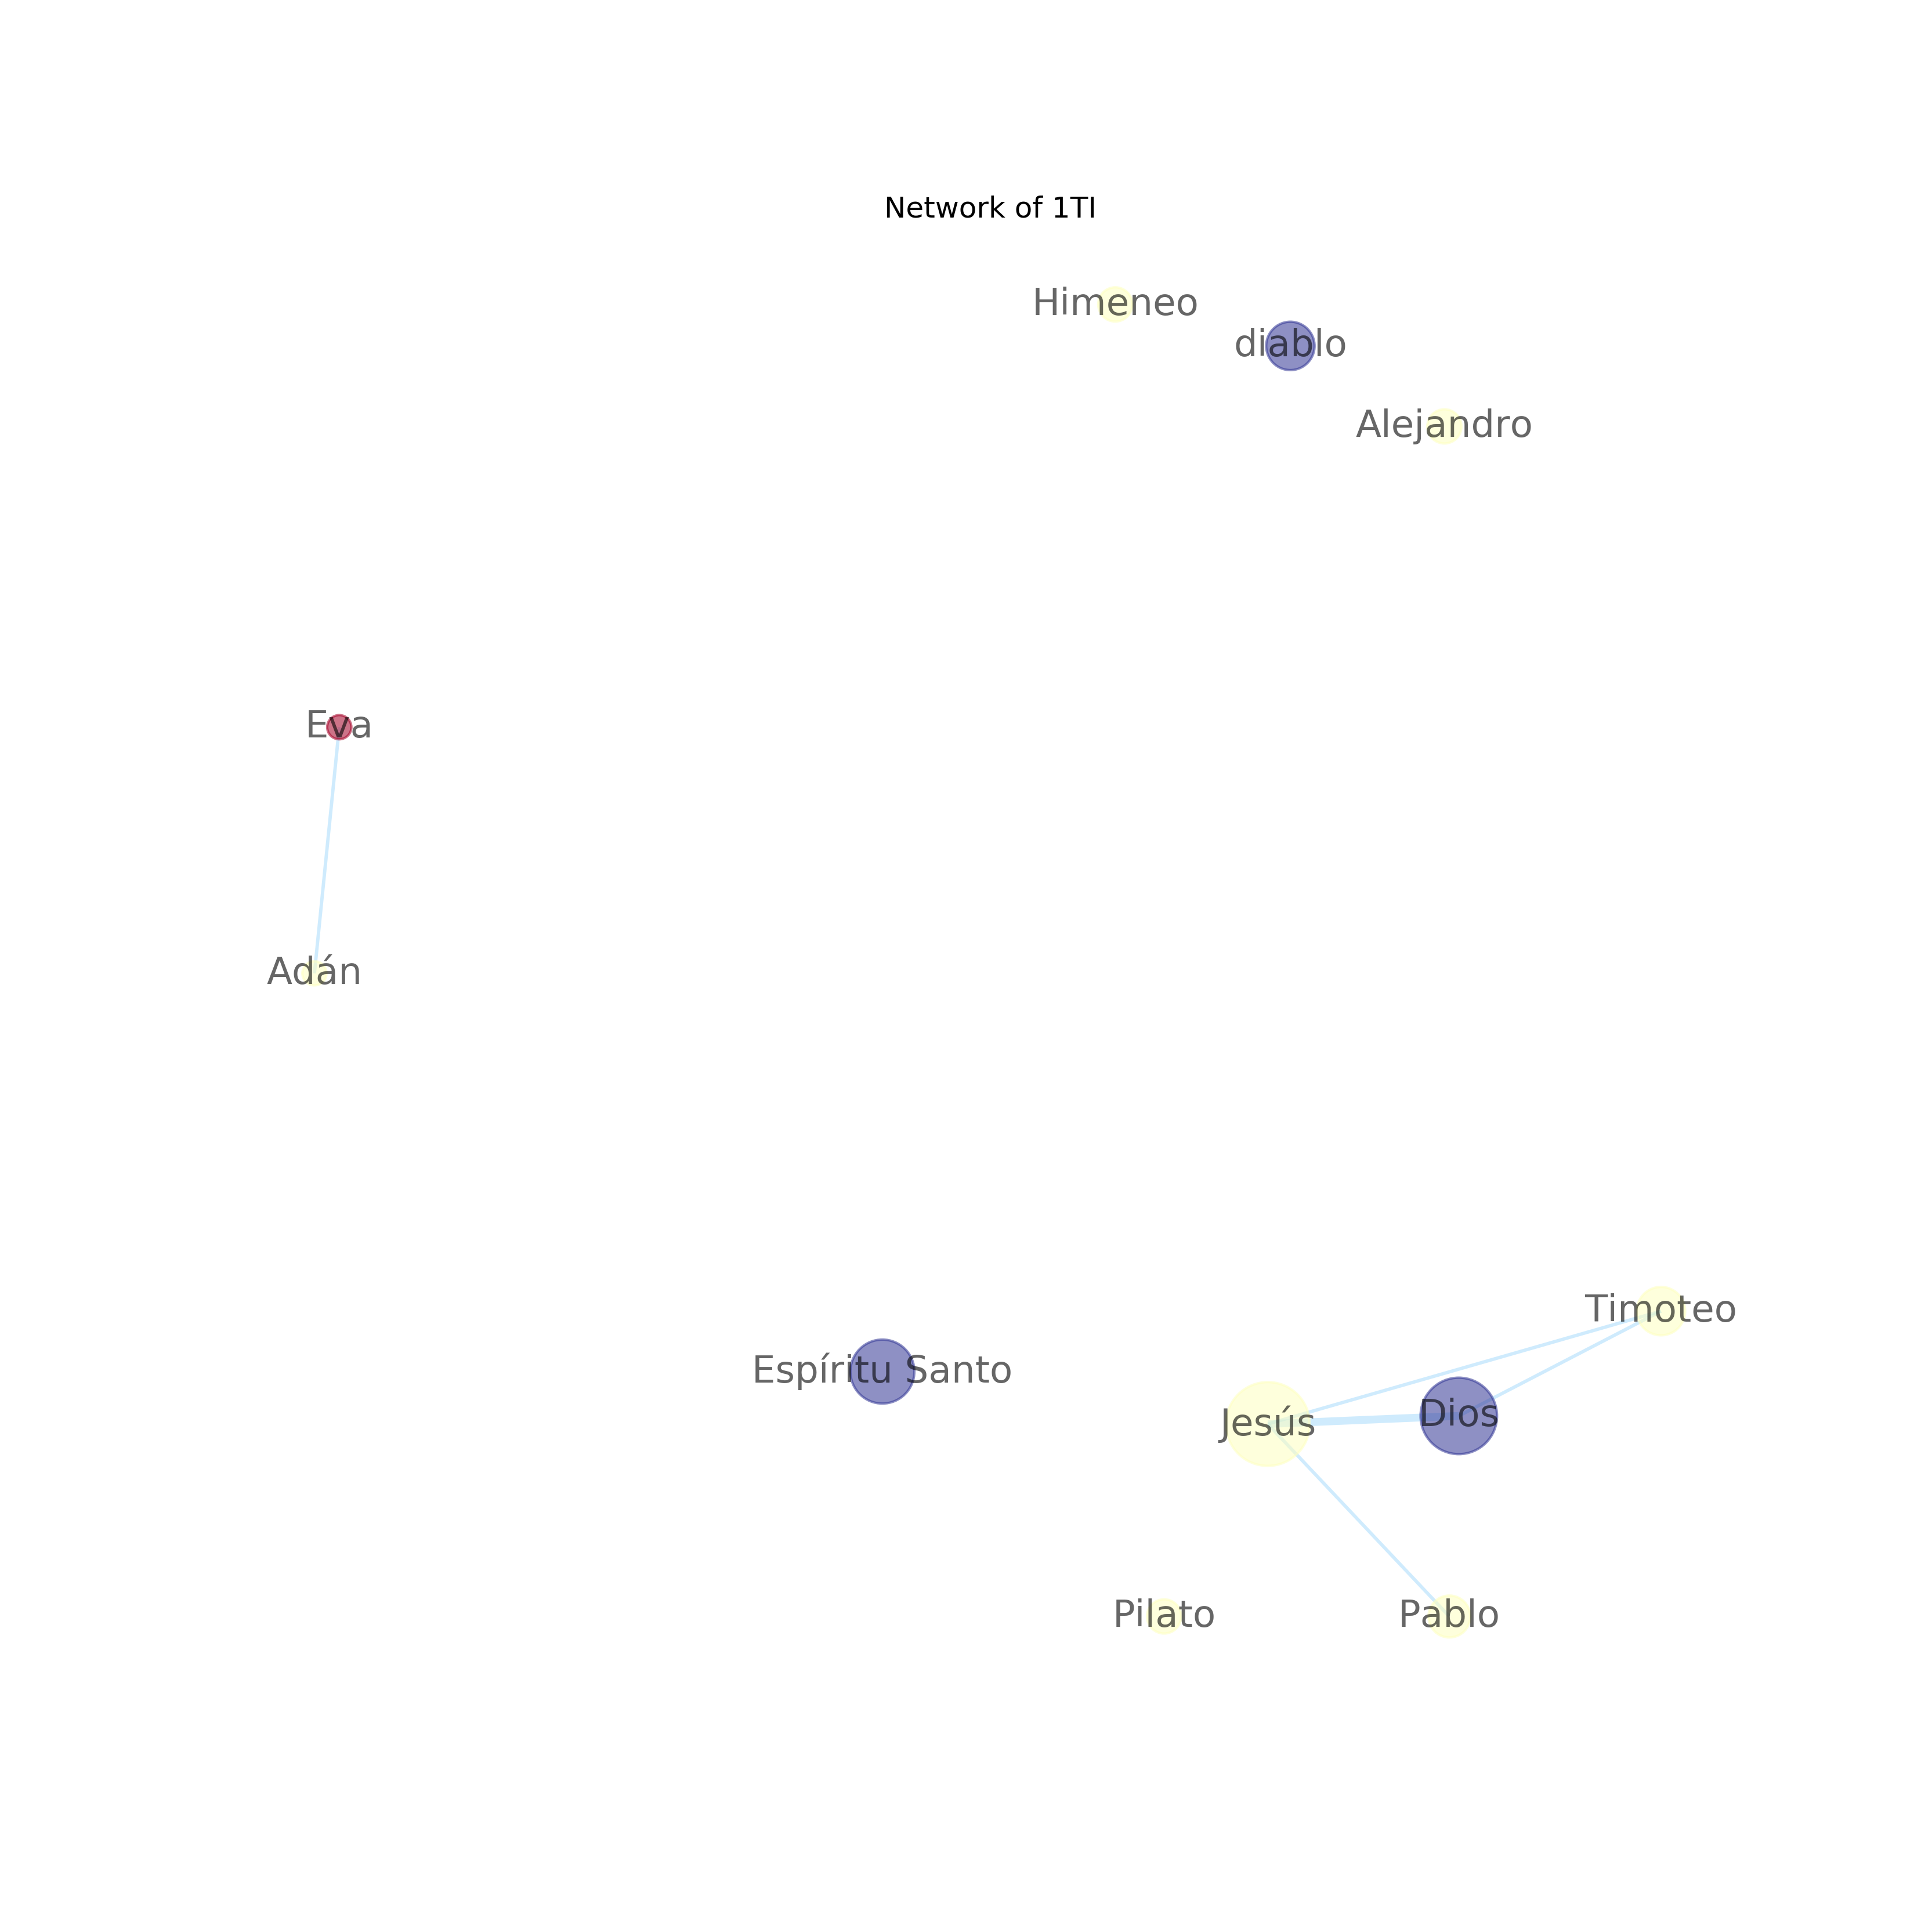 Network of 1TI
Himeneo
diablo
Alejandro
Eva
Adán
Timoteo
Espíritu Santo
Jesús
Dios
Pilato
Pablo